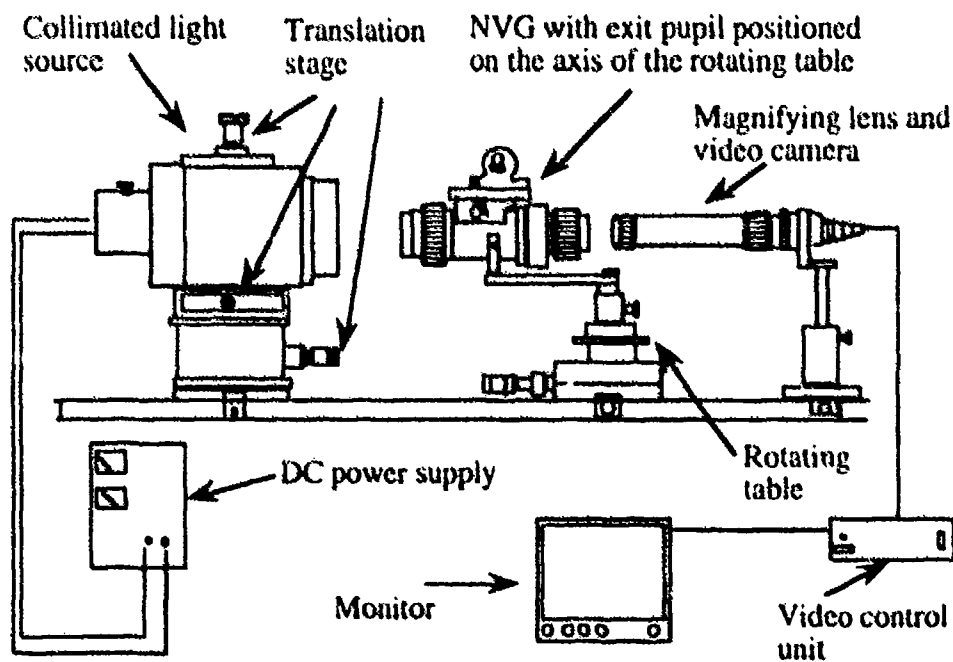 Collimated light
source
Translation
stage
NVG with exit pupil positioned
on the axis of the rotating table
Magnifying lens and
video camera
DC power supply
Rotating
table
Monitor
Video control
unit